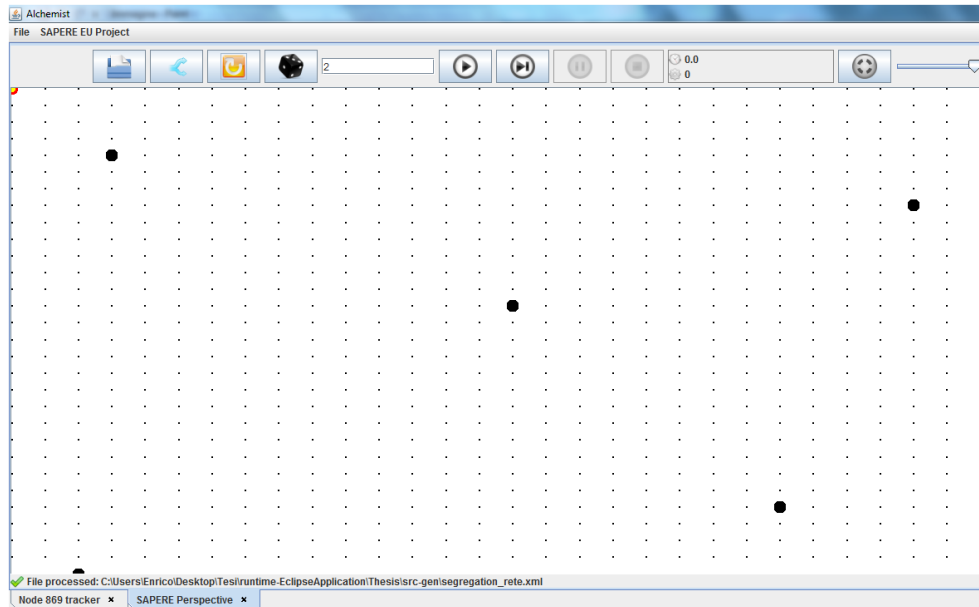 Alchemist
File SAPERE EU Project
2
0.0
0
File processed: C:\Users\Enrico\Desktop\Tesi\runtime-EclipseApplication\Thesis\src-gen\segregation_rete.xml
Node 869 tracker × SAPERE Perspective ×